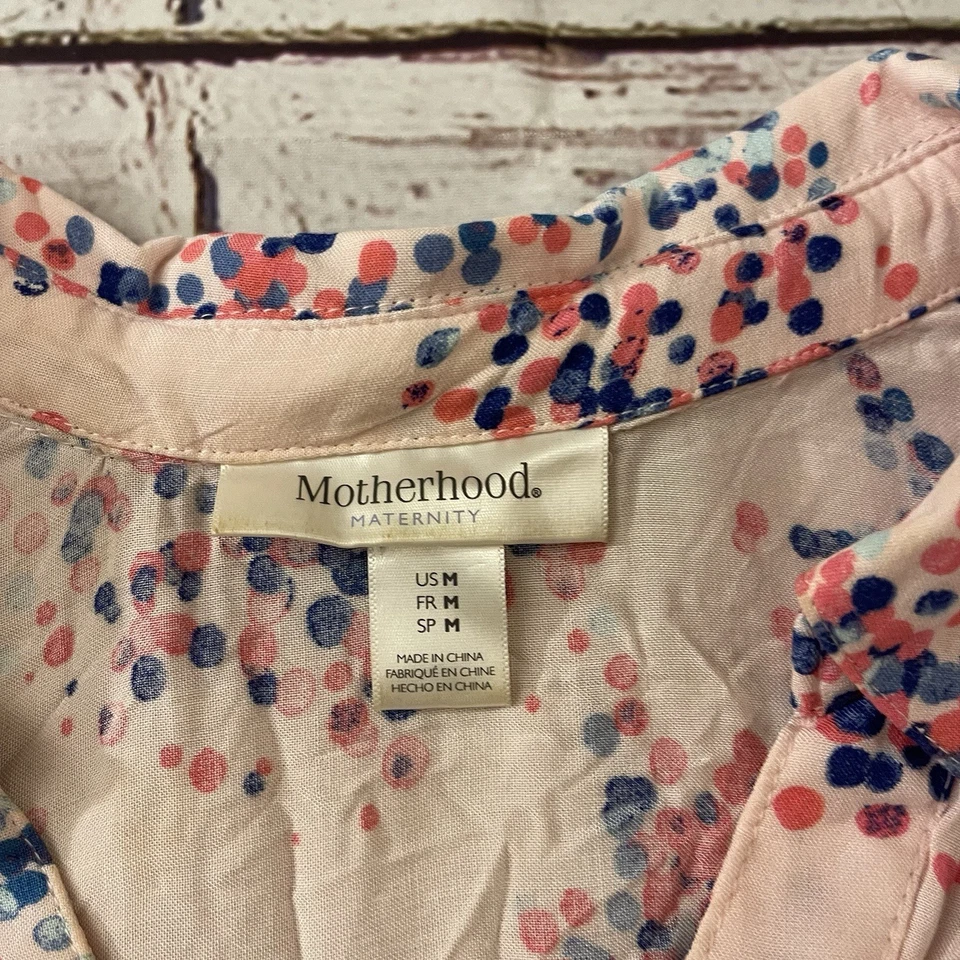 Motherhood®
MATERNITY
US M
FR M
SP M
MADE IN CHINA
FABRIQUÉ EN CHINE
HECHO EN CHINA